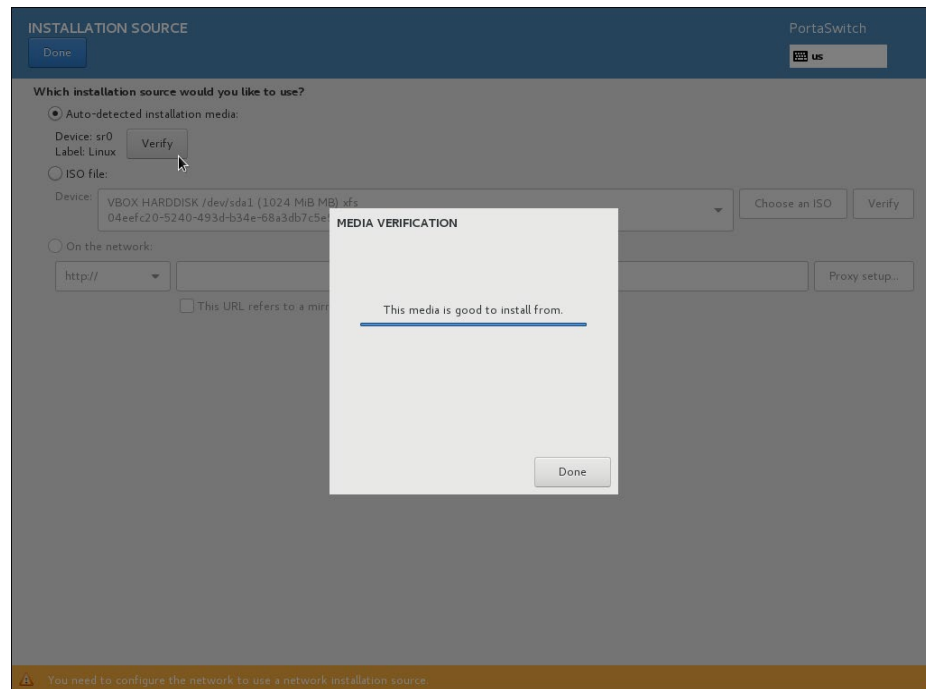 INSTALLATION SOURCE
PortaSwitch
Done
us
Which installation source would you like to use?
Auto-detected installation media:
Device: sr0
Label: Linux
Verify
ISO file:
Device:
VBOX HARDDISK /dev/sda1 (1024 MiB MB) xfs
04eefc20-5240-493d-b34e-68a3db7c5e
Choose an ISO
Verify
MEDIA VERIFICATION
On the network:
http://
Proxy setup...
This URL refers to a mirr
This media is good to install from.
Done
You need to configure the network to use a network installation source.